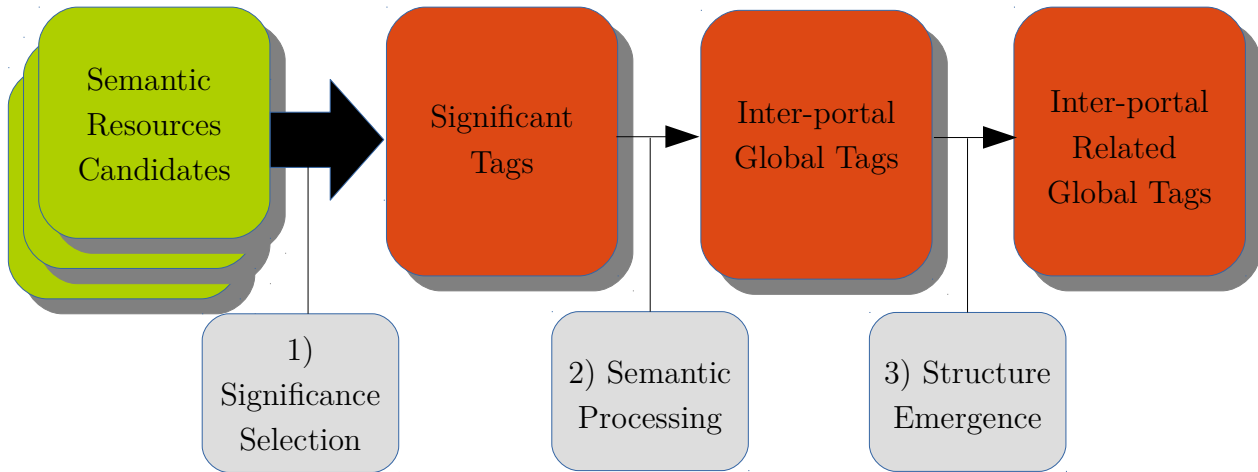 Semantic
Resources
Candidates
Significant
Tags
Inter-portal
Global Tags
Inter-portal
Related
Global Tags
1)
Significance
Selection
2) Semantic
Processing
3) Structure
Emergence